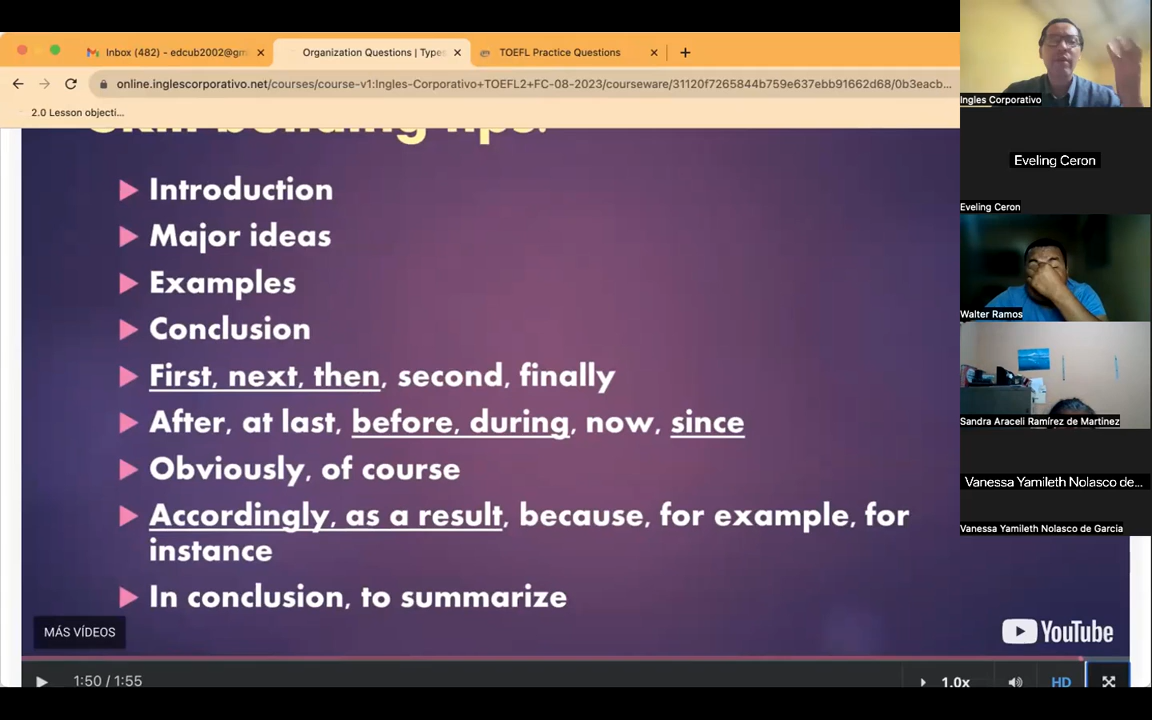 Inbox (482) - edcub2002@gm
Organization Questions | Types
TOEFL Practice Questions
online.inglescorporativo.net/courses/course-v1:Ingles-Corporativo+TOEFL2+FC-08-2023/courseware/31120f7265844b759e637ebb91662d68/0b3eacb...
2.0 Lesson objecti...
Skill building tips:
Introduction
Major ideas
Examples
Conclusion
First, next, then, second, finally
After, at last, before, during, now, since
Obviously, of course
Accordingly, as a result, because, for example, for
instance
In conclusion, to summarize
MÁS VÍDEOS
YouTube
1:50 / 1:55
1.0x
HD
Ingles Corporativo
Eveling Ceron
Eveling Ceron
Walter Ramos
Sandra Araceli Ramírez de Martinez
Vanessa Yamileth Nolasco de...
Vanessa Yamileth Nolasco de Garcia